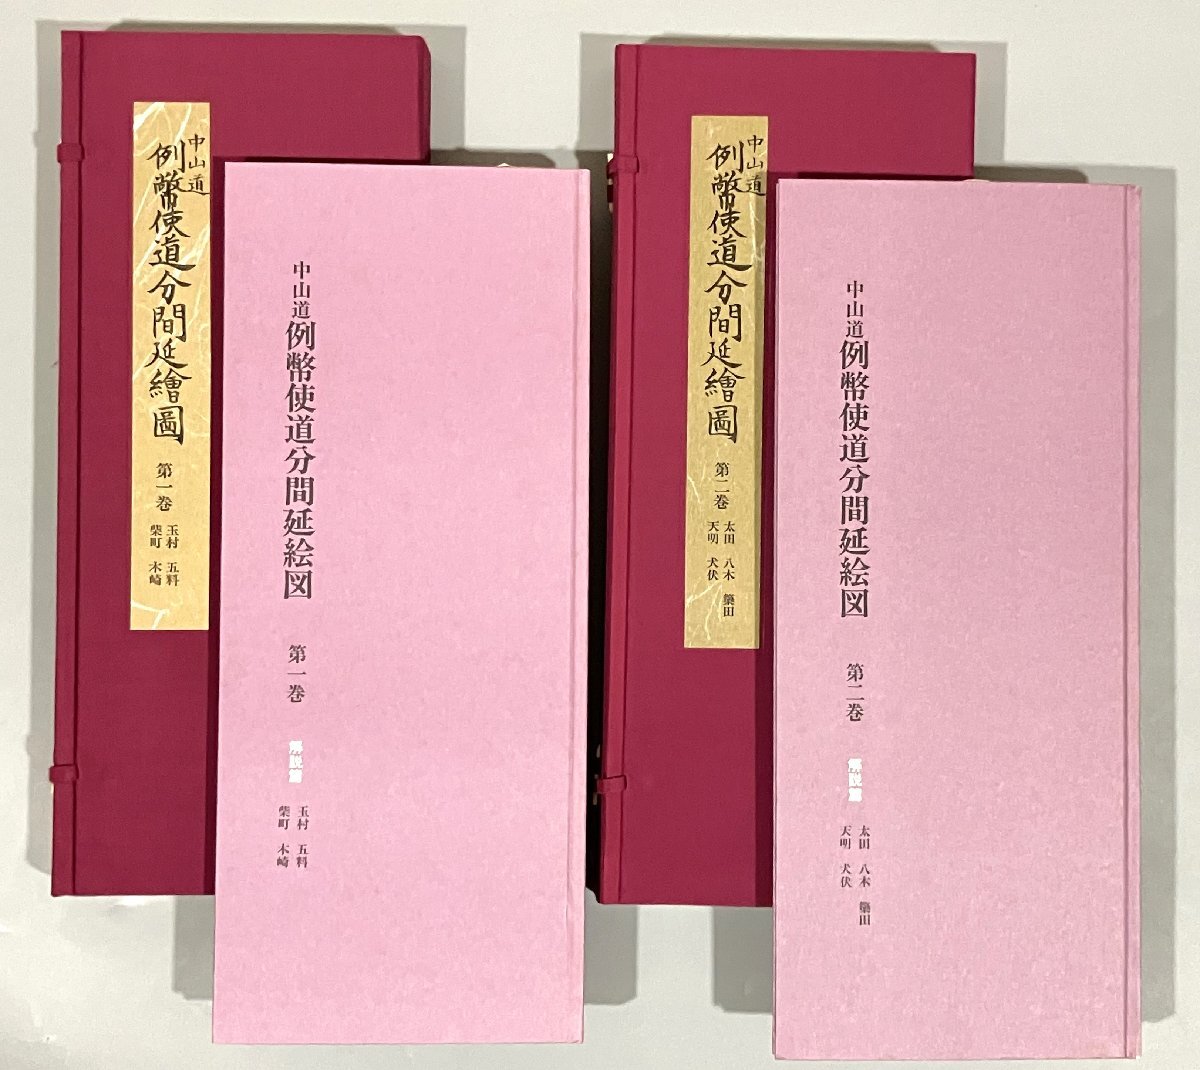 中山道
例幣使道分間延繪圖
第一巻
玉村 五料
柴町 木崎
中山道
例幣使道分間延絵図
第一巻
解説篇
玉村 五料
柴町 木崎
中山道
例幣使道分間延繪圖
第二巻
太田 八木 簗田
天明 犬伏
中山道
例幣使道分間延絵図
第二巻
解説篇
太田 八木 簗田
天明 犬伏